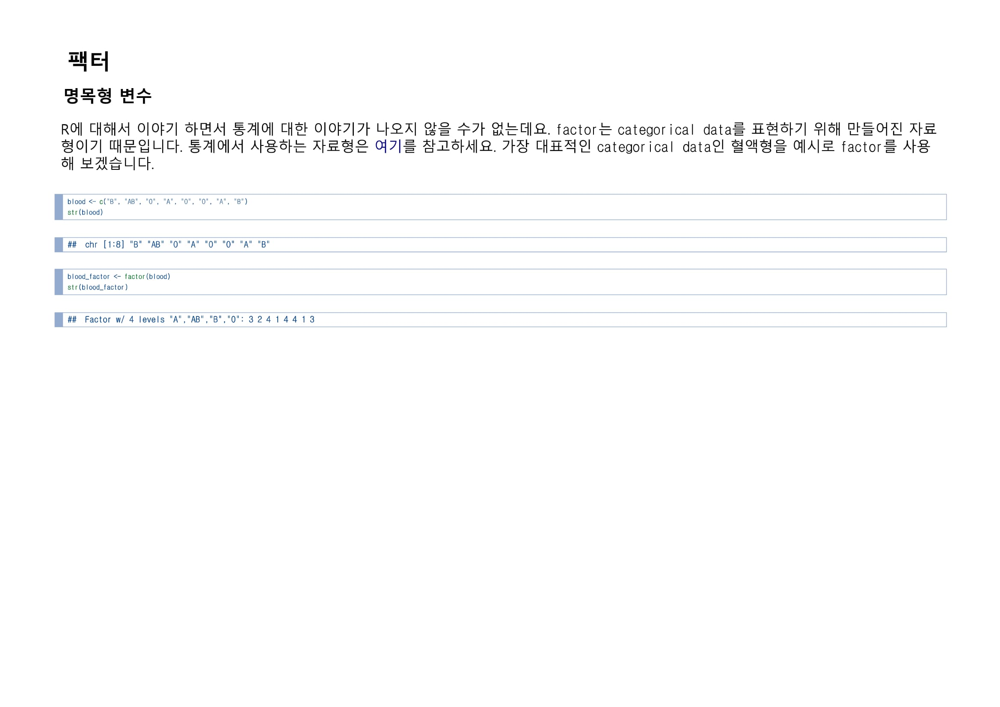 팩터
명목형 변수
R에 대해서 이야기 하면서 통계에 대한 이야기가 나오지 않을 수가 없는데요. factor는 categorical data를 표현하기 위해 만들어진 자료
형이기 때문입니다. 통계에서 사용하는 자료형은 여기를 참고하세요. 가장 대표적인 categorical data인 혈액형을 예시로 factor를 사용
해 보겠습니다.
blood <- c("B", "AB", "O", "A", "O", "O", "A", "B")
str(blood)
##  chr [1:8] "B" "AB" "O" "A" "O" "O" "A" "B"
blood_factor <- factor(blood)
str(blood_factor)
##  Factor w/ 4 levels "A","AB","B","O": 3 2 4 1 4 4 1 3